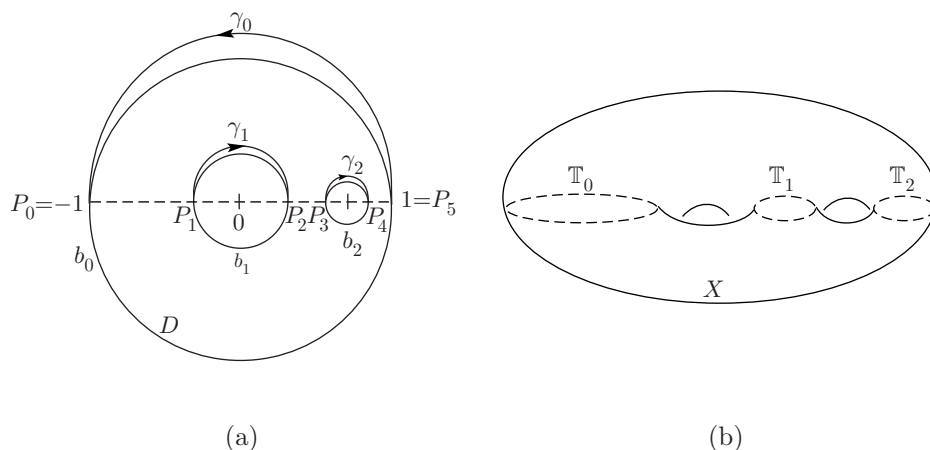 γ₀
γ₁
γ₂
P₀=−1
P₁
0
P₂
P₃
P₄
1=P₅
b₀
b₁
b₂
D
(a)
𝕋₀
𝕋₁
𝕋₂
X
(b)